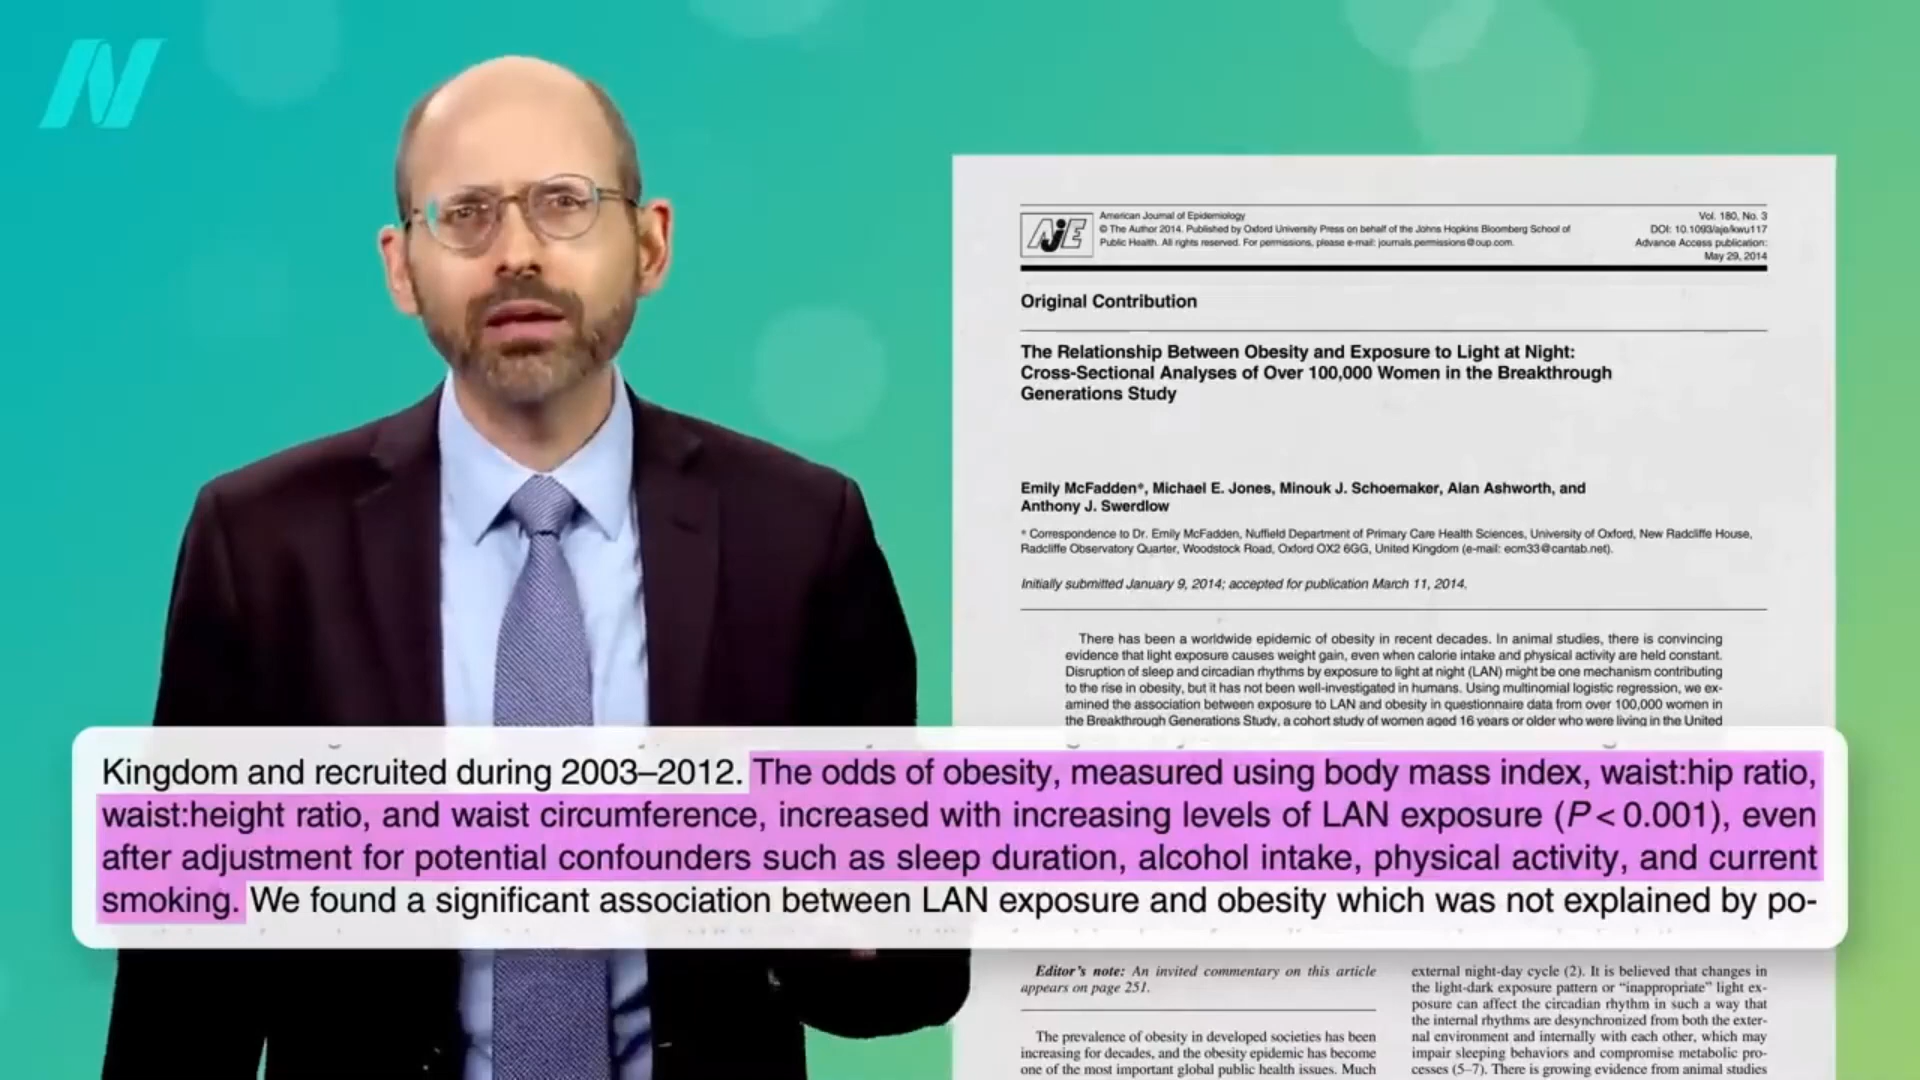 N
AJE
American Journal of Epidemiology
© The Author 2014. Published by Oxford University Press on behalf of the Johns Hopkins Bloomberg School of
Public Health. All rights reserved. For permissions, please e-mail: journals.permissions@oup.com.
Vol. 180, No. 3
DOI: 10.1093/aje/kwu117
Advance Access publication:
May 29, 2014
Original Contribution
The Relationship Between Obesity and Exposure to Light at Night:
Cross-Sectional Analyses of Over 100,000 Women in the Breakthrough
Generations Study
Emily McFadden*, Michael E. Jones, Minouk J. Schoemaker, Alan Ashworth, and
Anthony J. Swerdlow
* Correspondence to Dr. Emily McFadden, Nuffield Department of Primary Care Health Sciences, University of Oxford, New Radcliffe House,
Radcliffe Observatory Quarter, Woodstock Road, Oxford OX2 6GG, United Kingdom (e-mail: ecm33@cantab.net).
Initially submitted January 9, 2014; accepted for publication March 11, 2014.
There has been a worldwide epidemic of obesity in recent decades. In animal studies, there is convincing
evidence that light exposure causes weight gain, even when calorie intake and physical activity are held constant.
Disruption of sleep and circadian rhythms by exposure to light at night (LAN) might be one mechanism contributing
to the rise in obesity, but it has not been well-investigated in humans. Using multinomial logistic regression, we ex-
amined the association between exposure to LAN and obesity in questionnaire data from over 100,000 women in
the Breakthrough Generations Study, a cohort study of women aged 16 years or older who were living in the United
Kingdom and recruited during 2003–2012. The odds of obesity, measured using body mass index, waist:hip ratio,
waist:height ratio, and waist circumference, increased with increasing levels of LAN exposure (P < 0.001), even
after adjustment for potential confounders such as sleep duration, alcohol intake, physical activity, and current
smoking. We found a significant association between LAN exposure and obesity which was not explained by po-
Editor's note: An invited commentary on this article
appears on page 251.
The prevalence of obesity in developed societies has been
increasing for decades, and the obesity epidemic has become
one of the most important global public health issues. Much
external night-day cycle (2). It is believed that changes in
the light-dark exposure pattern or “inappropriate” light ex-
posure can affect the circadian rhythm in such a way that
the internal rhythms are desynchronized from both the exter-
nal environment and internally with each other, which may
impair sleeping behaviors and compromise metabolic pro-
cesses (5–7). There is growing evidence from animal studies